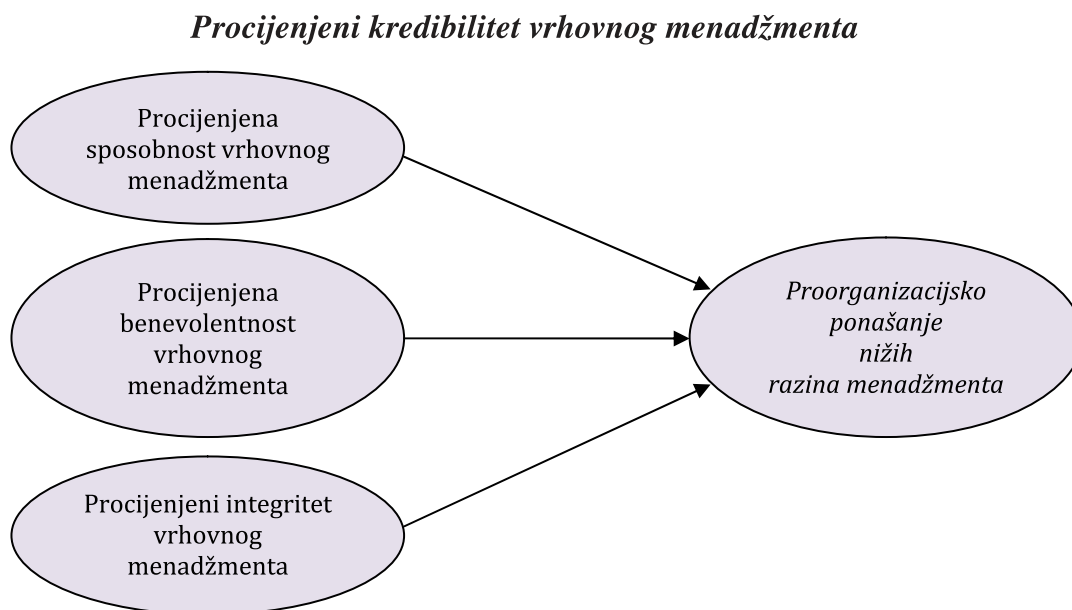 Procijenjeni kredibilitet vrhovnog menadžmenta
Procijenjena
sposobnost vrhovnog
menadžmenta
Procijenjena
benevolentnost
vrhovnog
menadžmenta
Procijenjeni integritet
vrhovnog
menadžmenta
Proorganizacijsko
ponašanje
nižih
razina menadžmenta